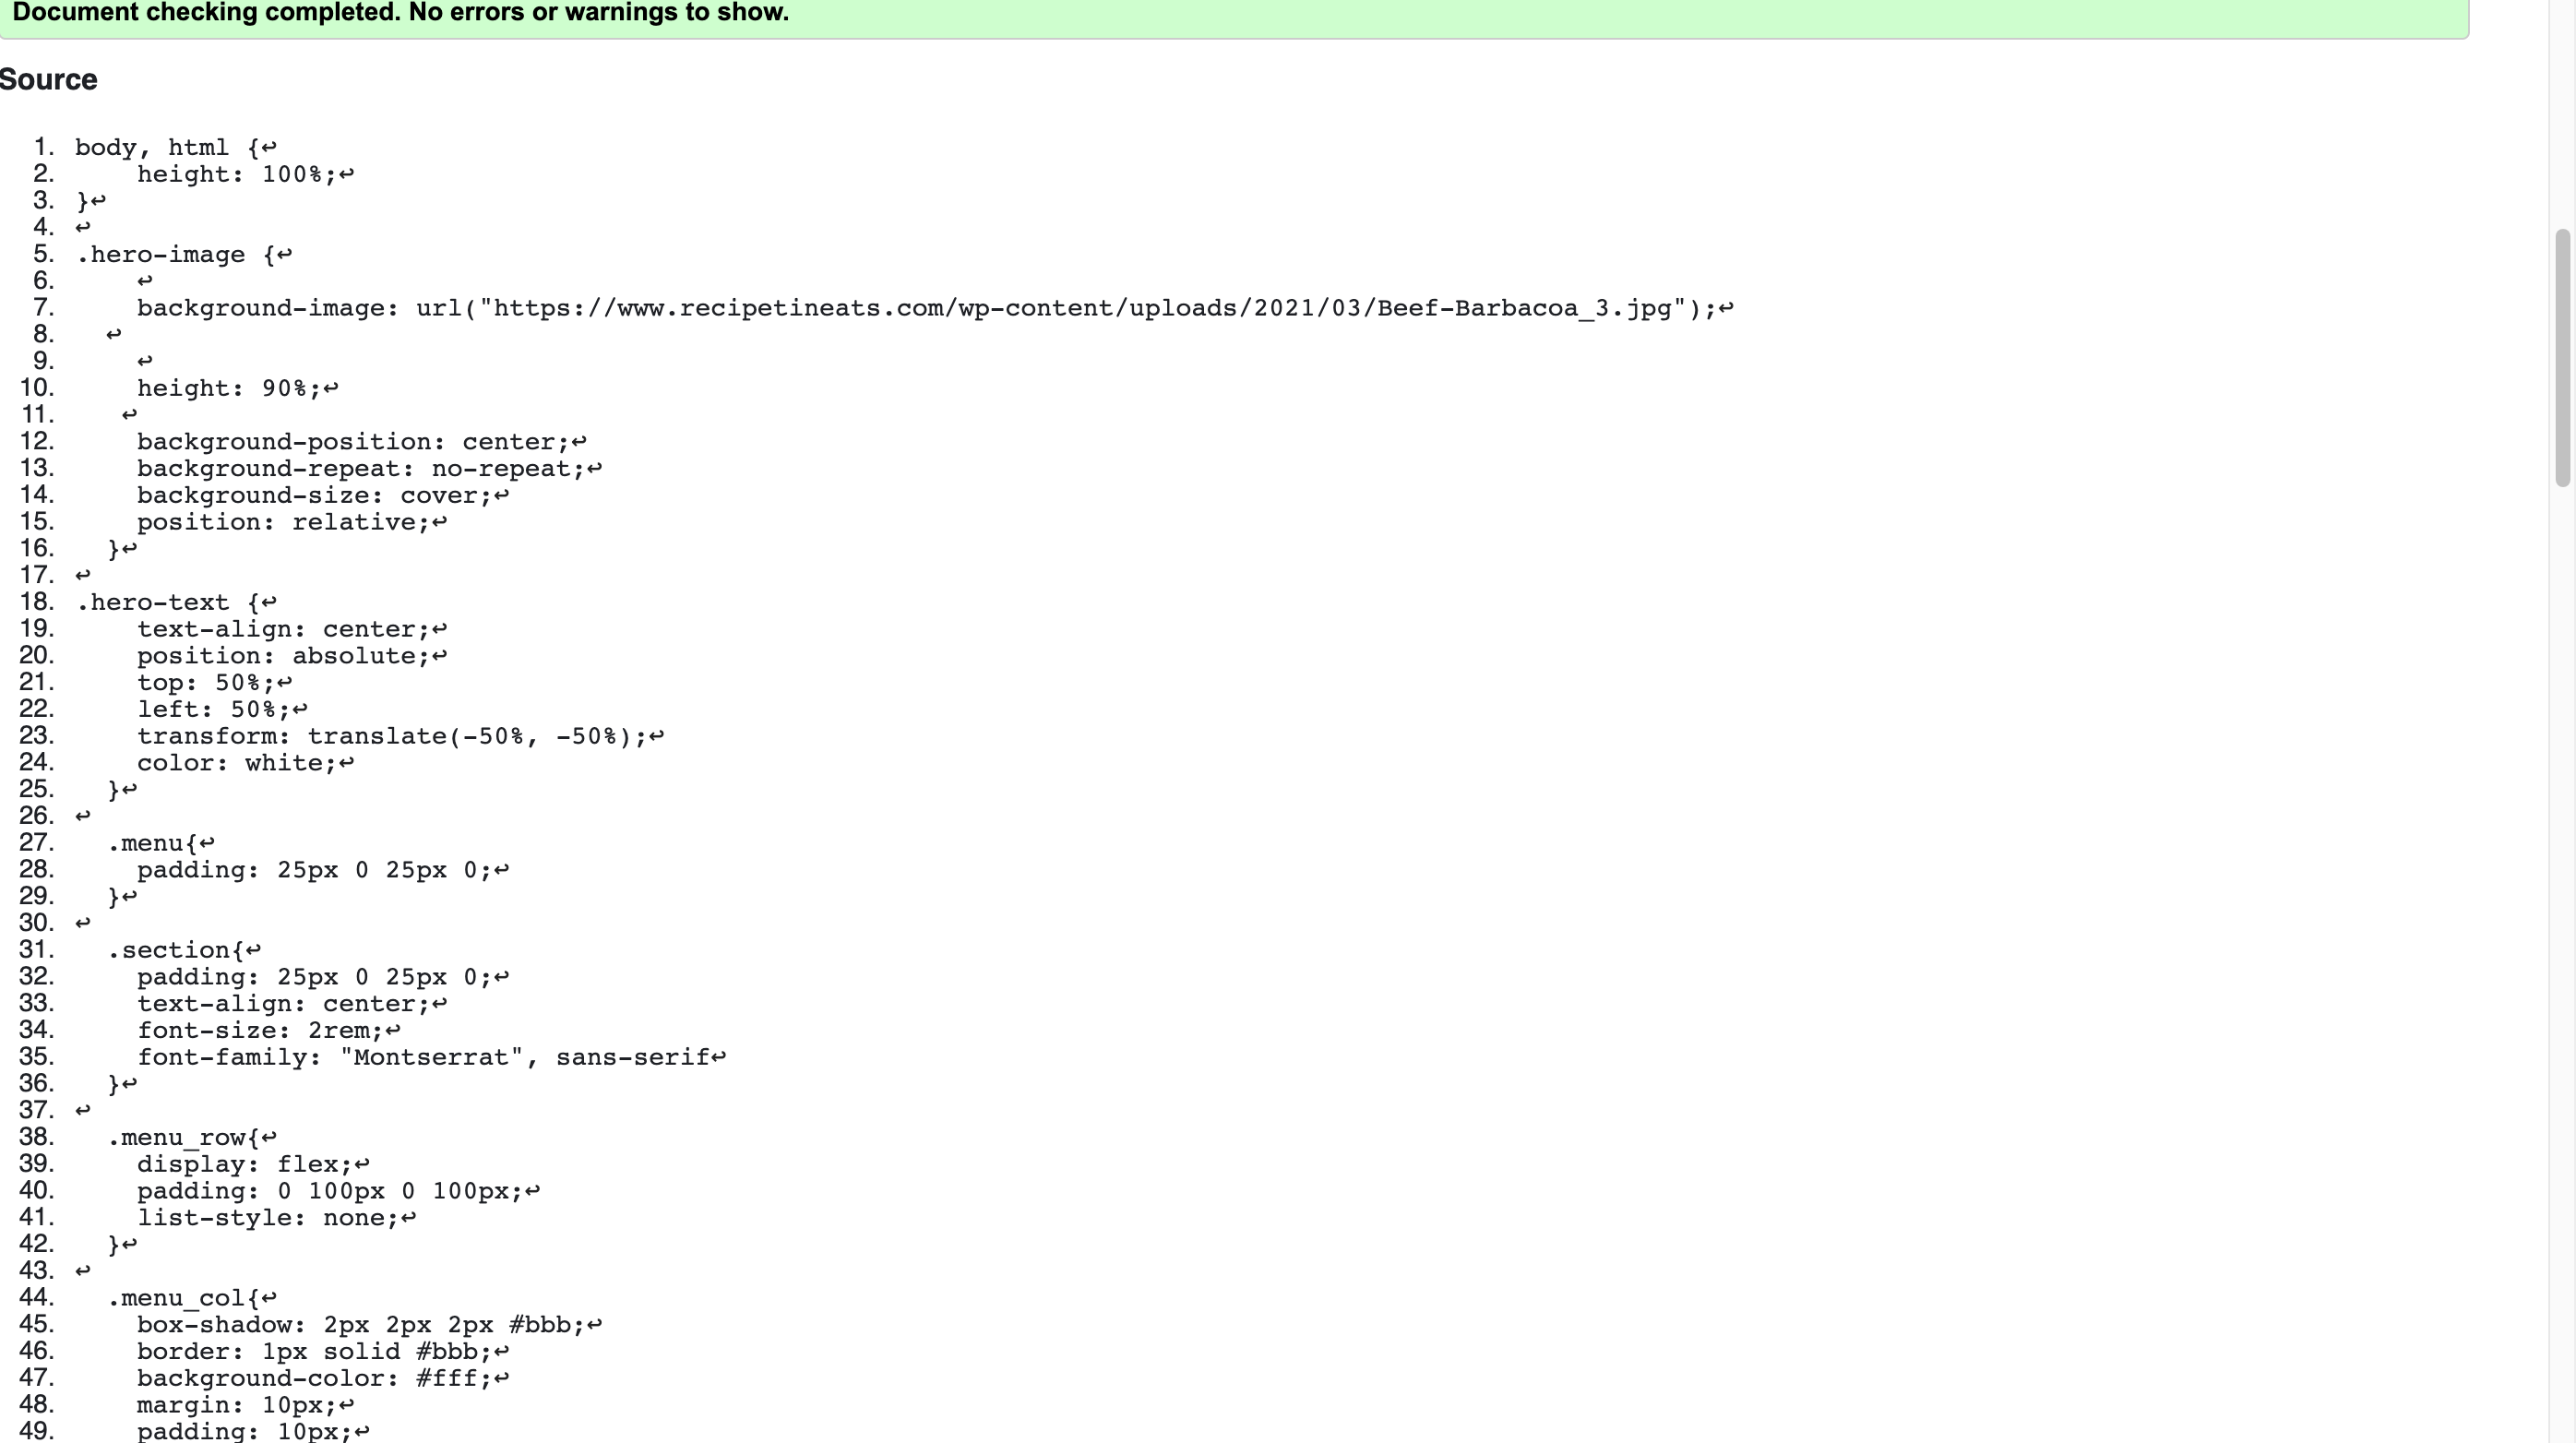 Document checking completed. No errors or warnings to show.
Source
1. body, html {↩
2.     height: 100%;↩
3. }↩
4. ↩
5. .hero-image {↩
6.     ↩
7.     background-image: url("https://www.recipetineats.com/wp-content/uploads/2021/03/Beef-Barbacoa_3.jpg");↩
8.   ↩
9.     ↩
10.     height: 90%;↩
11.    ↩
12.     background-position: center;↩
13.     background-repeat: no-repeat;↩
14.     background-size: cover;↩
15.     position: relative;↩
16.   }↩
17. ↩
18. .hero-text {↩
19.     text-align: center;↩
20.     position: absolute;↩
21.     top: 50%;↩
22.     left: 50%;↩
23.     transform: translate(-50%, -50%);↩
24.     color: white;↩
25.   }↩
26. ↩
27.   .menu{↩
28.     padding: 25px 0 25px 0;↩
29.   }↩
30. ↩
31.   .section{↩
32.     padding: 25px 0 25px 0;↩
33.     text-align: center;↩
34.     font-size: 2rem;↩
35.     font-family: "Montserrat", sans-serif↩
36.   }↩
37. ↩
38.   .menu_row{↩
39.     display: flex;↩
40.     padding: 0 100px 0 100px;↩
41.     list-style: none;↩
42.   }↩
43. ↩
44.   .menu_col{↩
45.     box-shadow: 2px 2px 2px #bbb;↩
46.     border: 1px solid #bbb;↩
47.     background-color: #fff;↩
48.     margin: 10px;↩
49.     padding: 10px;↩